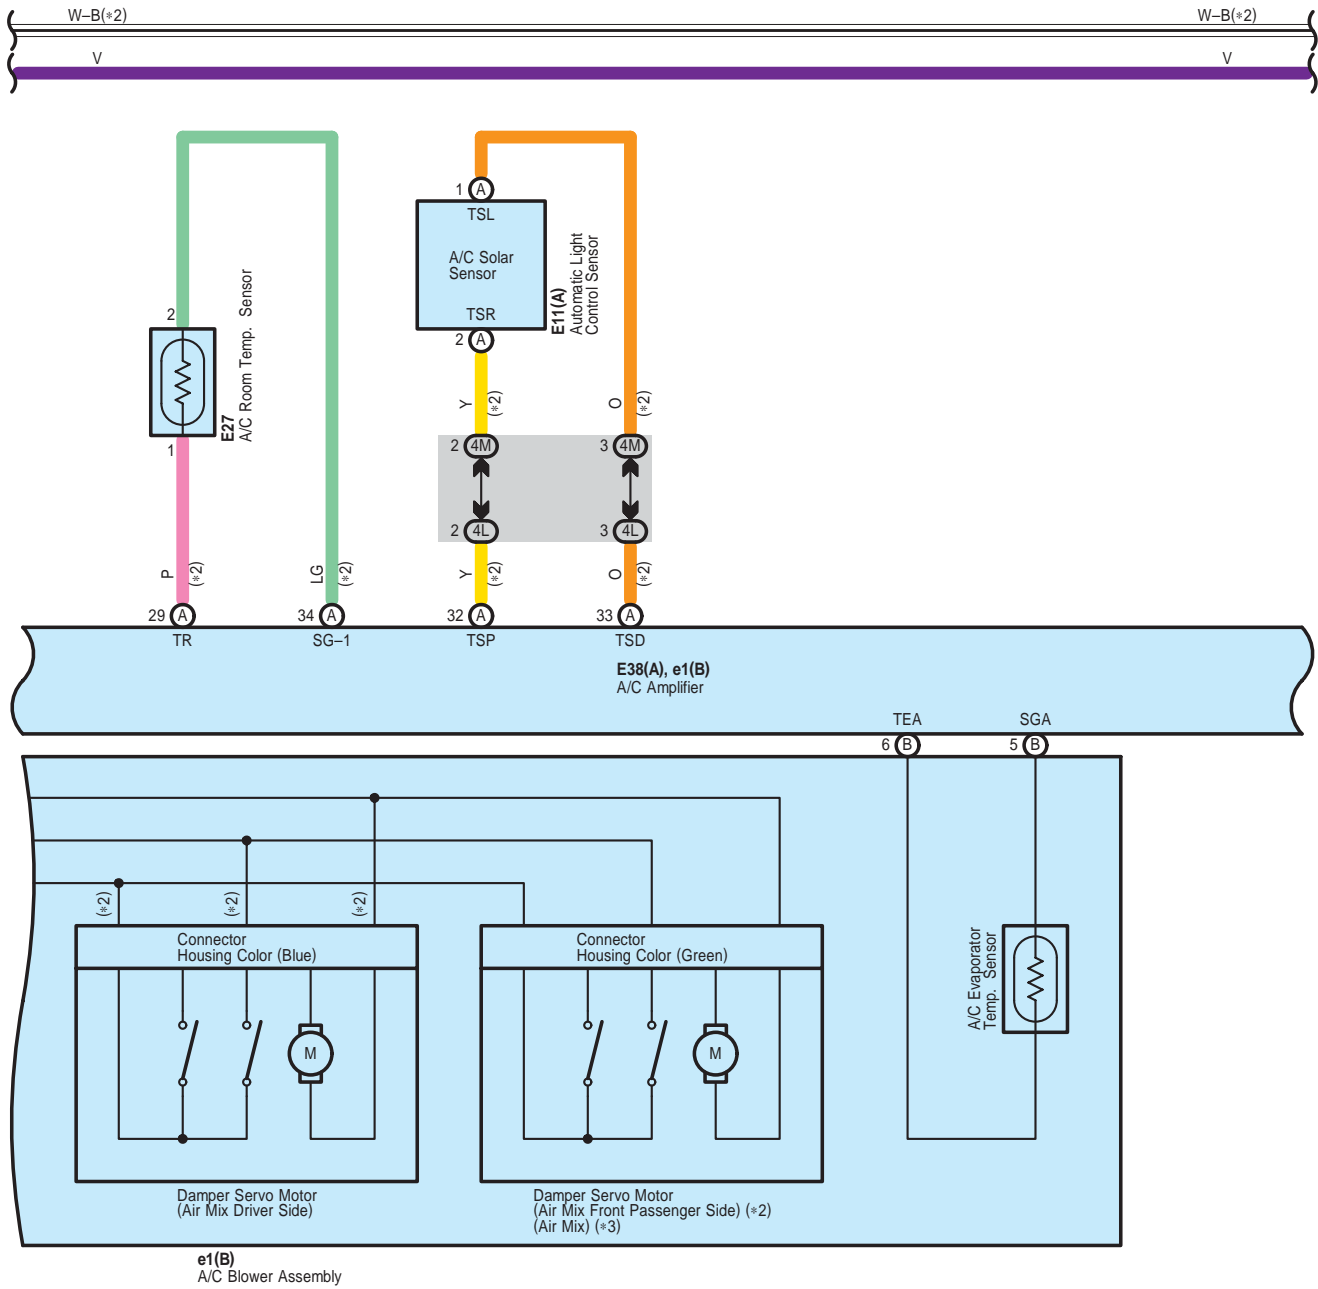 W–B(∗2)
W–B(∗2)
V
V
1 A
TSL
A/C Solar
Sensor
TSR
2 A
E11(A)
Automatic Light
Control Sensor
2
1
E27
A/C Room Temp. Sensor
Y
(∗2)
O
(∗2)
2 4M
3 4M
2 4L
3 4L
P
(∗2)
LG
(∗2)
Y
(∗2)
O
(∗2)
29 A
34 A
32 A
33 A
TR
SG–1
TSP
TSD
E38(A), e1(B)
A/C Amplifier
TEA
SGA
6 B
5 B
(∗2)
(∗2)
(∗2)
Connector
Housing Color (Blue)
Connector
Housing Color (Green)
A/C Evaporator
Temp. Sensor
M
M
Damper Servo Motor
(Air Mix Driver Side)
Damper Servo Motor
(Air Mix Front Passenger Side) (∗2)
(Air Mix) (∗3)
e1(B)
A/C Blower Assembly